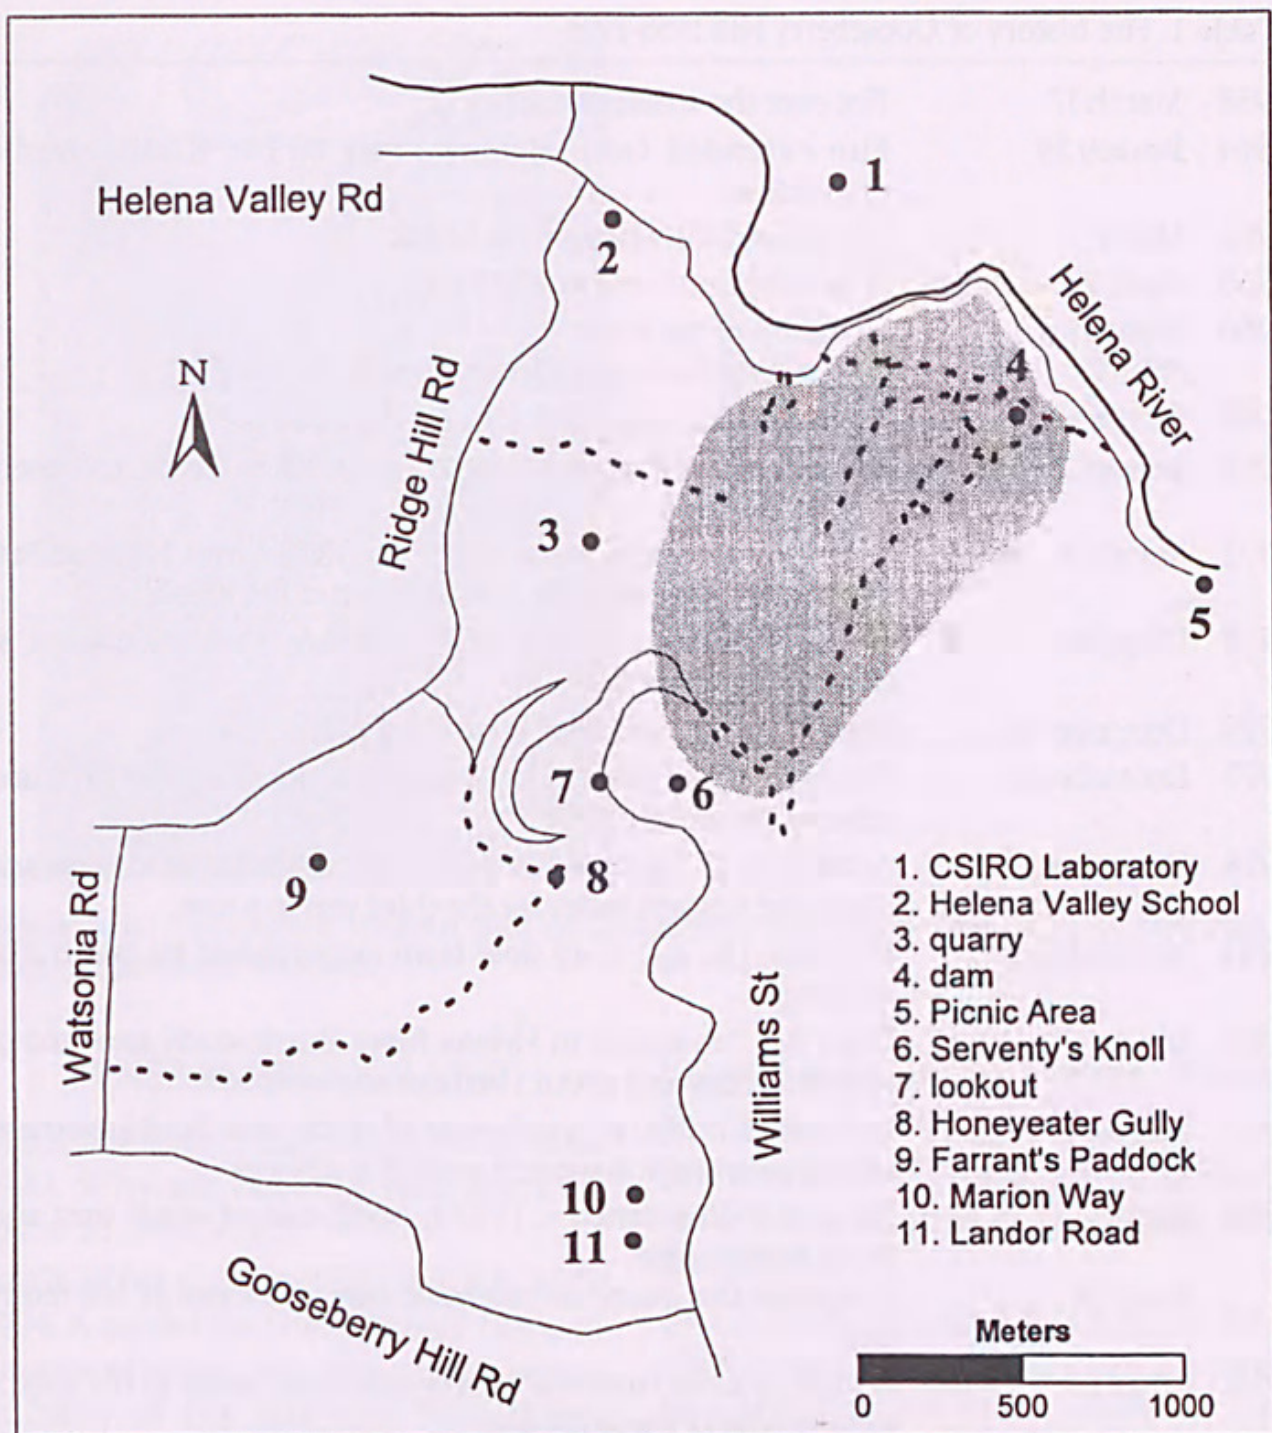 1
Helena Valley Rd
2
Helena River
N
4
Ridge Hill Rd
3
5
7
6
8
9
1. CSIRO Laboratory
2. Helena Valley School
3. quarry
4. dam
5. Picnic Area
6. Serventy's Knoll
7. lookout
8. Honeyeater Gully
9. Farrant's Paddock
10. Marion Way
11. Landor Road
Watsonia Rd
Williams St
10
11
Gooseberry Hill Rd
Meters
0 500 1000